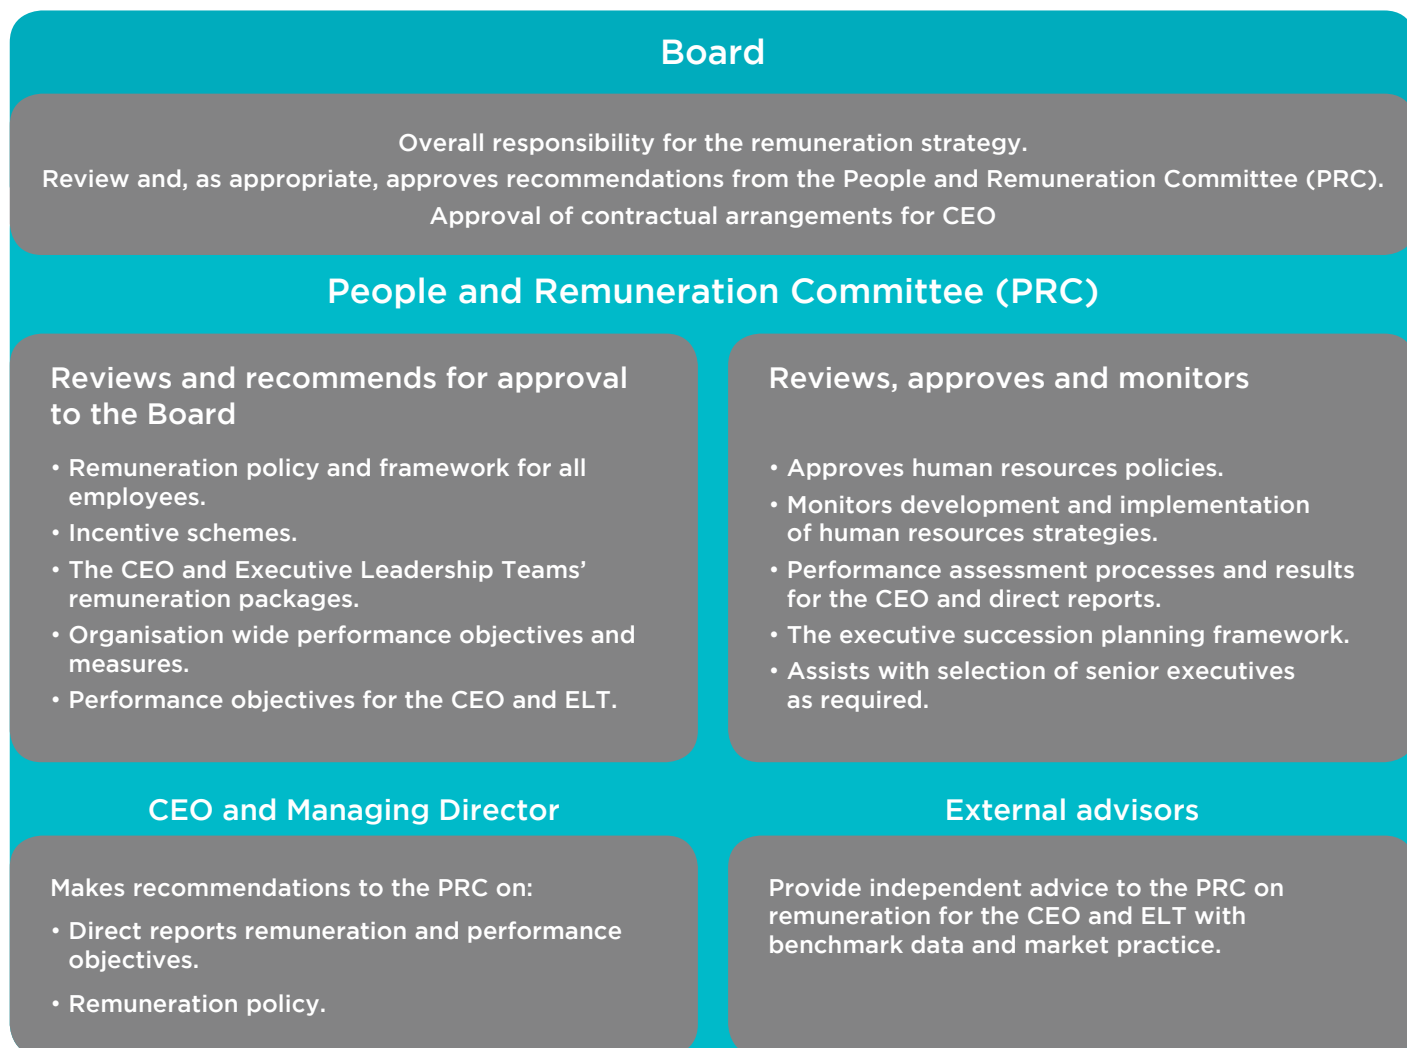 Board
Overall responsibility for the remuneration strategy.
Review and, as appropriate, approves recommendations from the People and Remuneration Committee (PRC).
Approval of contractual arrangements for CEO
People and Remuneration Committee (PRC)
Reviews and recommends for approval
to the Board
• Remuneration policy and framework for all
employees.
• Incentive schemes.
• The CEO and Executive Leadership Teams’
remuneration packages.
• Organisation wide performance objectives and
measures.
• Performance objectives for the CEO and ELT.
Reviews, approves and monitors
• Approves human resources policies.
• Monitors development and implementation
of human resources strategies.
• Performance assessment processes and results
for the CEO and direct reports.
• The executive succession planning framework.
• Assists with selection of senior executives
as required.
CEO and Managing Director
Makes recommendations to the PRC on:
• Direct reports remuneration and performance
objectives.
• Remuneration policy.
External advisors
Provide independent advice to the PRC on
remuneration for the CEO and ELT with
benchmark data and market practice.